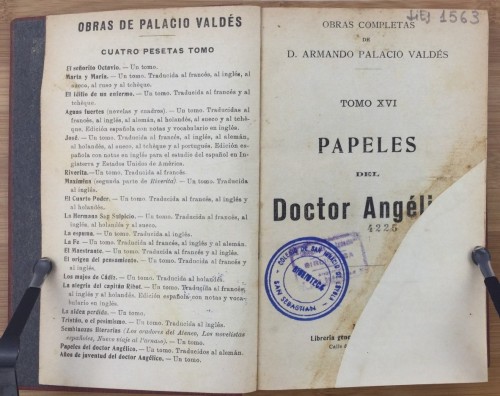 OBRAS DE PALACIO VALDÉS
CUATRO PESETAS TOMO
El señorito Octavio. — Un tomo.
Marta y María. — Un tomo. Traducida al francés, al inglés, al
sueco, al ruso y al tchèque.
El idilio de un enfermo. — Un tomo. Traducida al francés y al
tchèque.
Aguas fuertes (novelas y cuadros). — Un tomo. Traducidas al
francés, al inglés, al alemán, al holandés, al sueco y al tchè-
que. Edición española con notas y vocabulario en inglés.
José. — Un tomo. Traducida al francés, al inglés, al alemán,
al holandés, al sueco, al tchèque y al portugués. Edición es-
pañola con notas en inglés para el estudio del español en In-
glaterra y Estados Unidos de América.
Riverita. — Un tomo. Traducida al francés.
Maximina (segunda parte de Riverita). — Un tomo. Traducida
al inglés.
El Cuarto Poder. — Un tomo. Traducida al francés, al inglés y
al holandés.
La Hermana San Sulpicio. — Un tomo. Traducida al francés, al
inglés, al holandés y al sueco.
La espuma. — Un tomo. Traducida al inglés.
La Fe. — Un tomo. Traducida al francés, al inglés y al alemán.
El Maestrante. — Un tomo. Traducida al francés y al inglés.
El origen del pensamiento. — Un tomo. Traducida al francés y
al inglés.
Los majos de Cádiz. — Un tomo. Traducida al holandés.
La alegría del capitán Ribot. — Un tomo. Traducida al francés,
al inglés y al holandés. Edición española con notas y voca-
bulario en inglés.
La aldea perdida. — Un tomo.
Tristán, o el pesimismo. — Un tomo. Traducida al inglés.
Semblanzas literarias (Los oradores del Ateneo, Los novelistas
españoles, Nuevo viaje al Parnaso). — Un tomo.
Papeles del doctor Angélico. — Un tomo. Traducidos al alemán.
Años de juventud del doctor Angélico. — Un tomo.
1563
OBRAS COMPLETAS
DE
D. ARMANDO PALACIO VALDÉS
TOMO XVI
PAPELES
DEL
Doctor Angéli
4225
BIBLIOTECA
SAN SEBASTIAN
Librería gene
Calle d